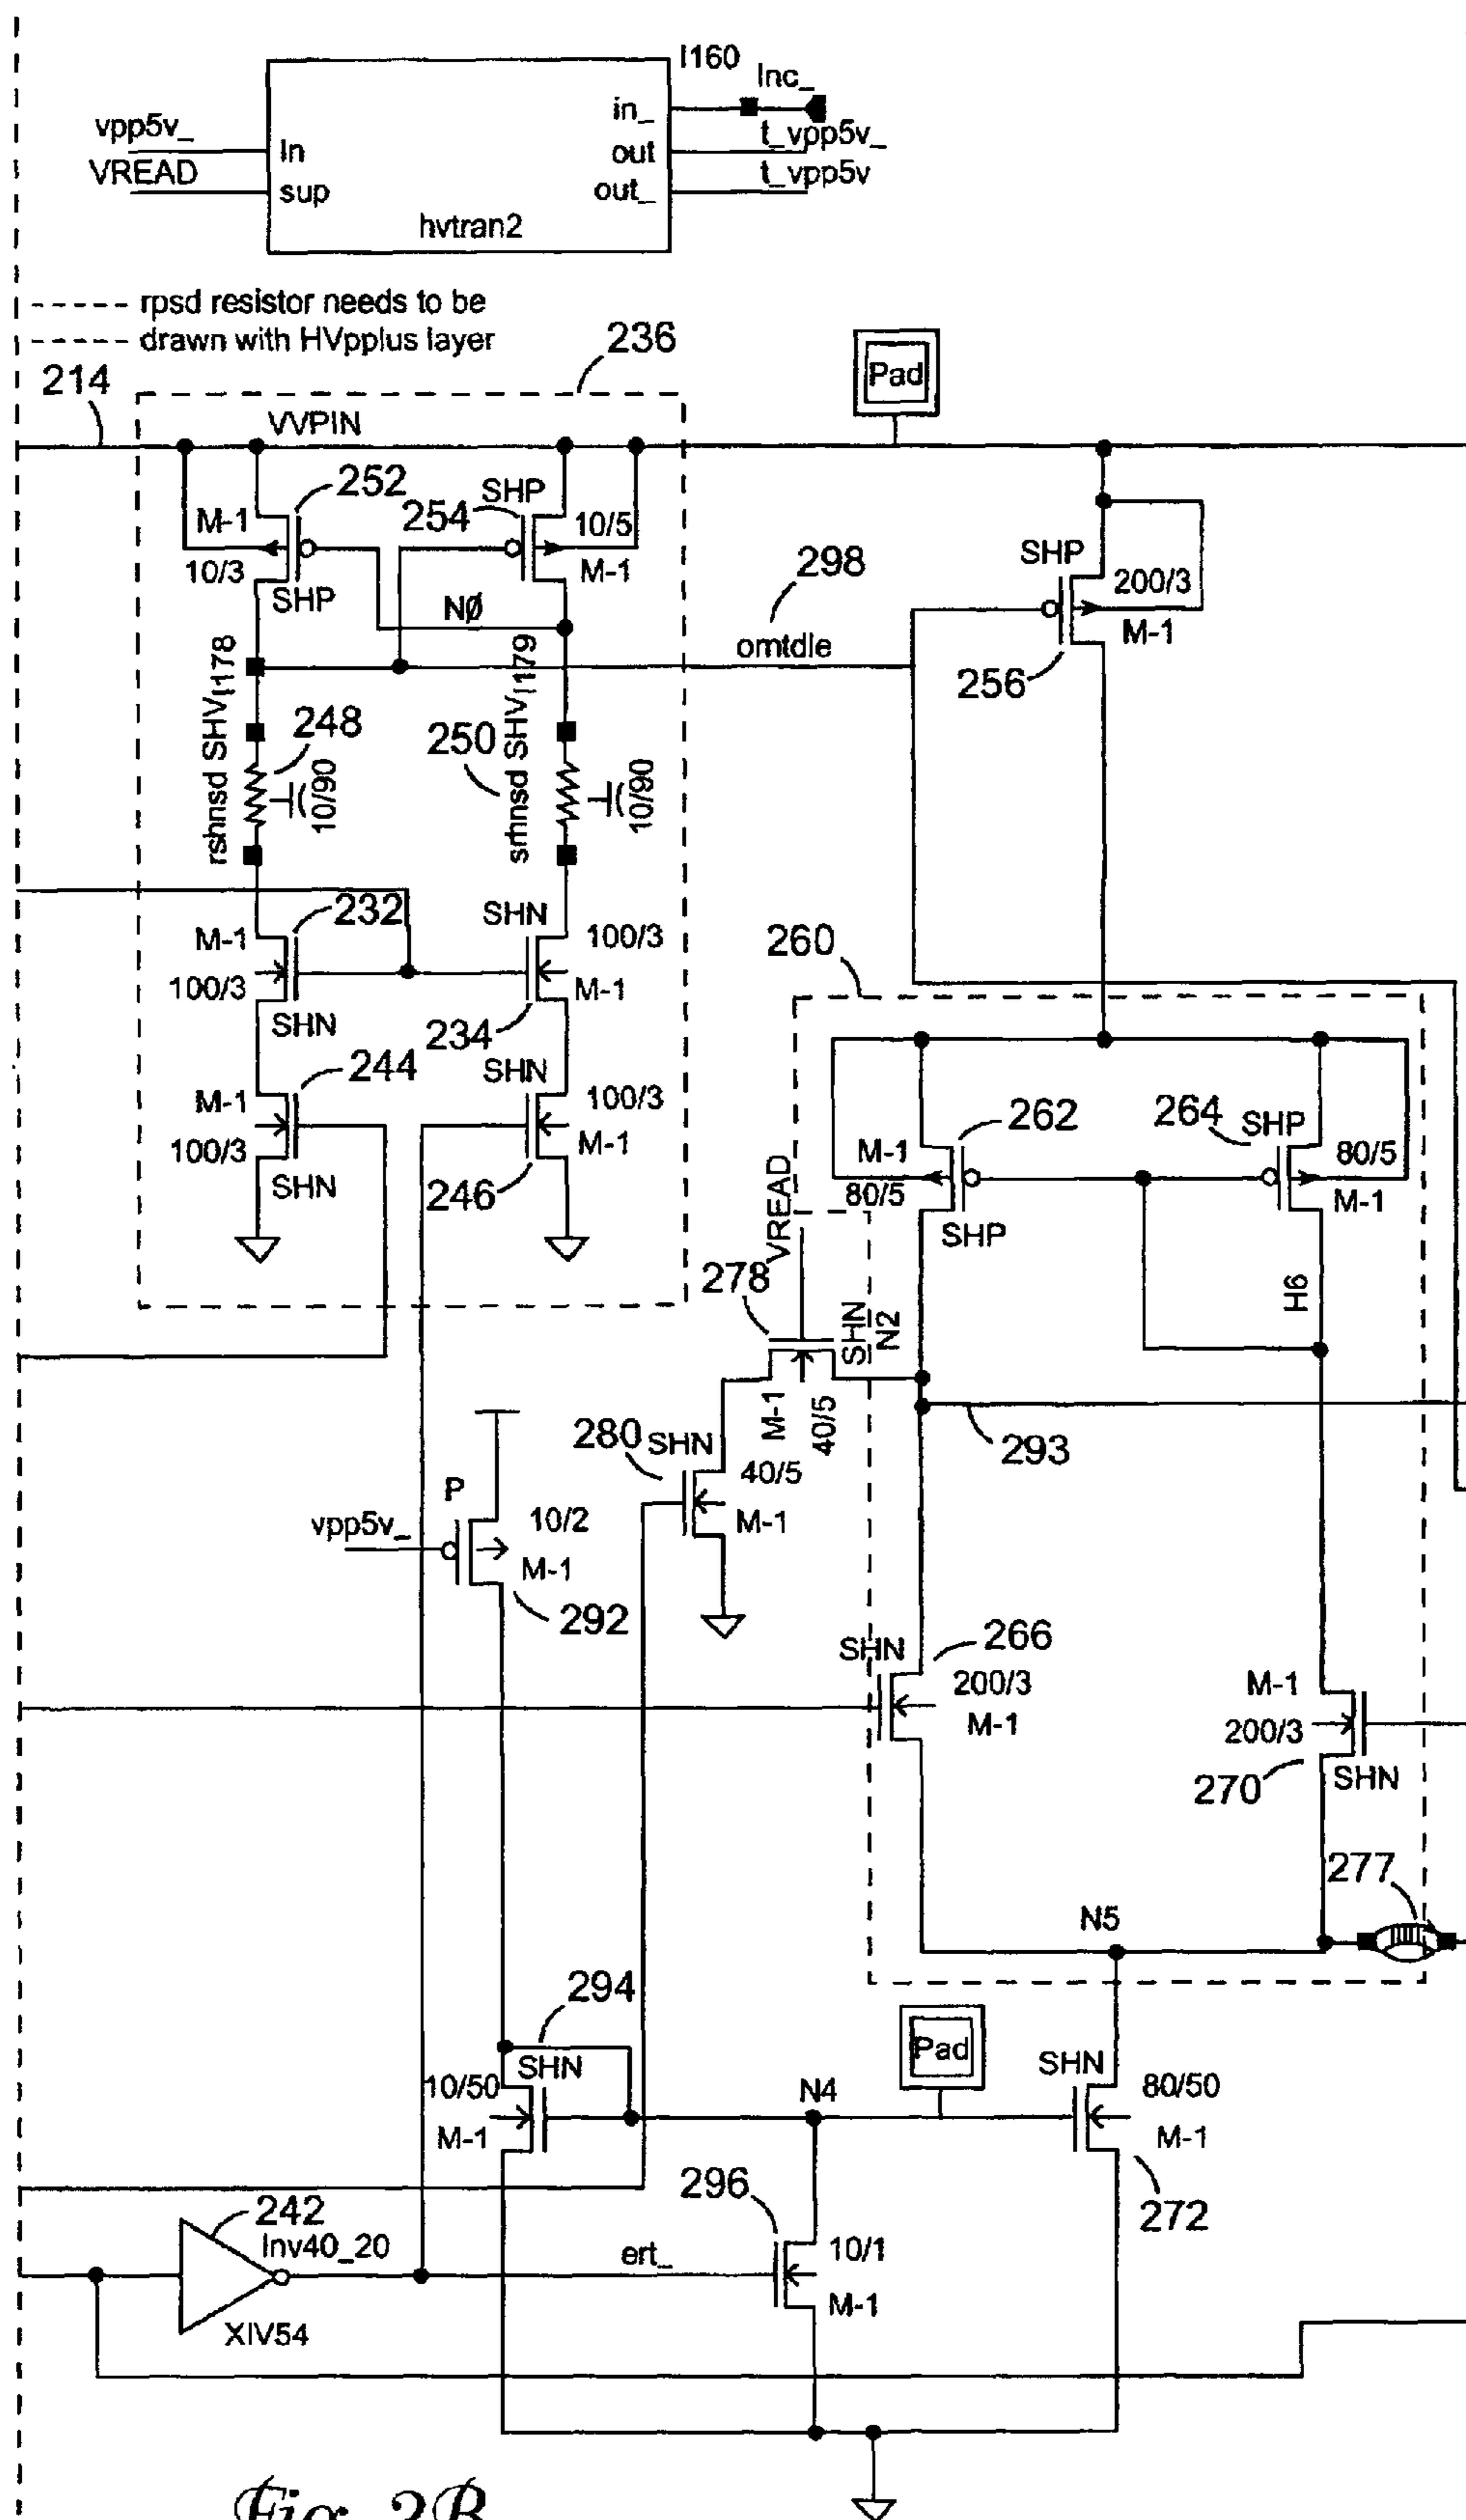 I160
Inc_
vpp5v_
In
in_
t_vpp5v_
VREAD
sup
out
t_vpp5v
out_
hvtran2
rpsd resistor needs to be
drawn with HVpplus layer
236
214
Pad
VVPIN
252
SHP
254
M-1
10/5
10/3
M-1
SHP
NØ
298
omtdle
SHP
200/3
M-1
256
rshnsd SHV I178
248
10/90
250
srhnsd SHV I179
10/90
232
SHN
M-1
100/3
100/3
M-1
SHN
234
260
244
SHN
M-1
100/3
100/3
M-1
SHN
246
262
264
SHP
M-1
80/5
80/5
M-1
SHP
VREAD
278
SHN
N2
H6
M-1
40/5
293
280
SHN
40/5
M-1
P
10/2
vpp5v_
M-1
292
SHN
266
200/3
M-1
M-1
200/3
270
SHN
277
N5
294
SHN
10/50
M-1
N4
Pad
SHN
80/50
M-1
272
296
242
Inv40_20
ert_
10/1
M-1
XIV54
Fig. 2B